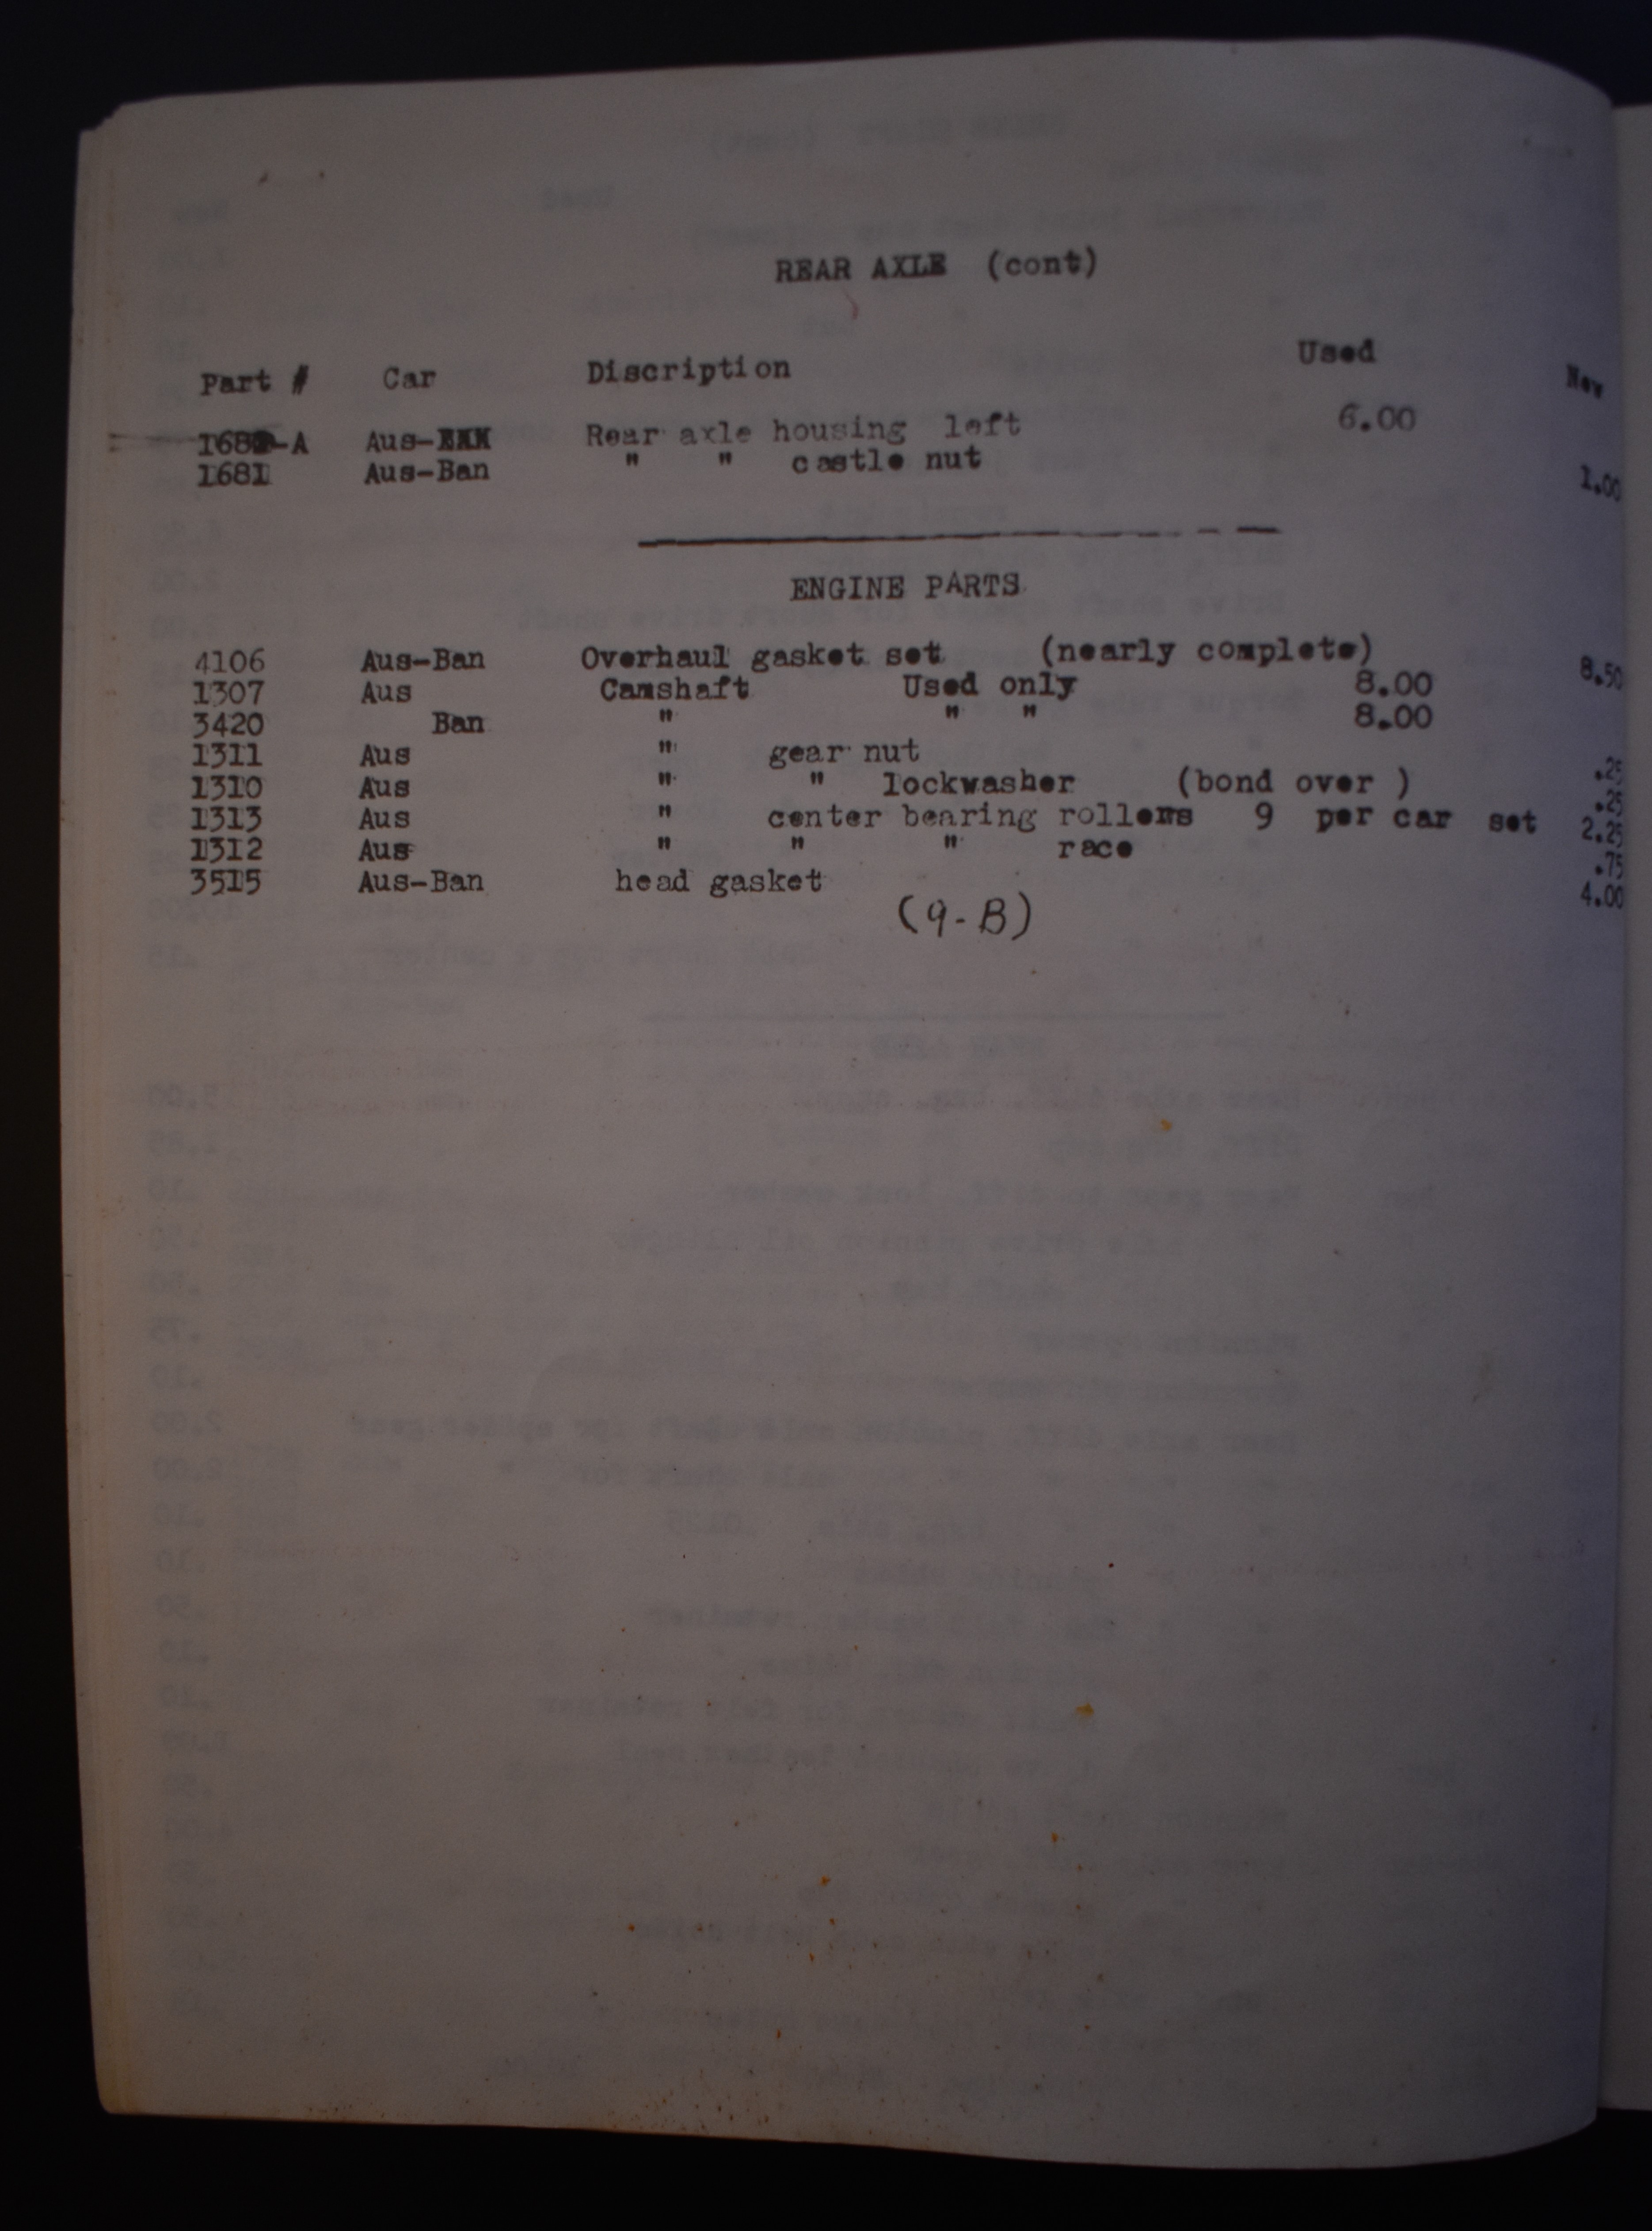 REAR AXLE (cont)
Part # Car Discription Used New
Aus-XXX Rear axle housing left 6.00
1681 Aus-Ban " " castle nut 1.00
ENGINE PARTS
4106 Aus-Ban Overhaul gasket set (nearly complete) 8.50
1307 Aus Camshaft Used only 8.00
3420 Ban " " " 8.00
1311 Aus " gear nut .25
1310 Aus " " lockwasher (bond over ) .25
1313 Aus " center bearing rollers 9 per car set 2.25
1312 Aus " " " race .75
3515 Aus-Ban head gasket 4.00
(9-B)